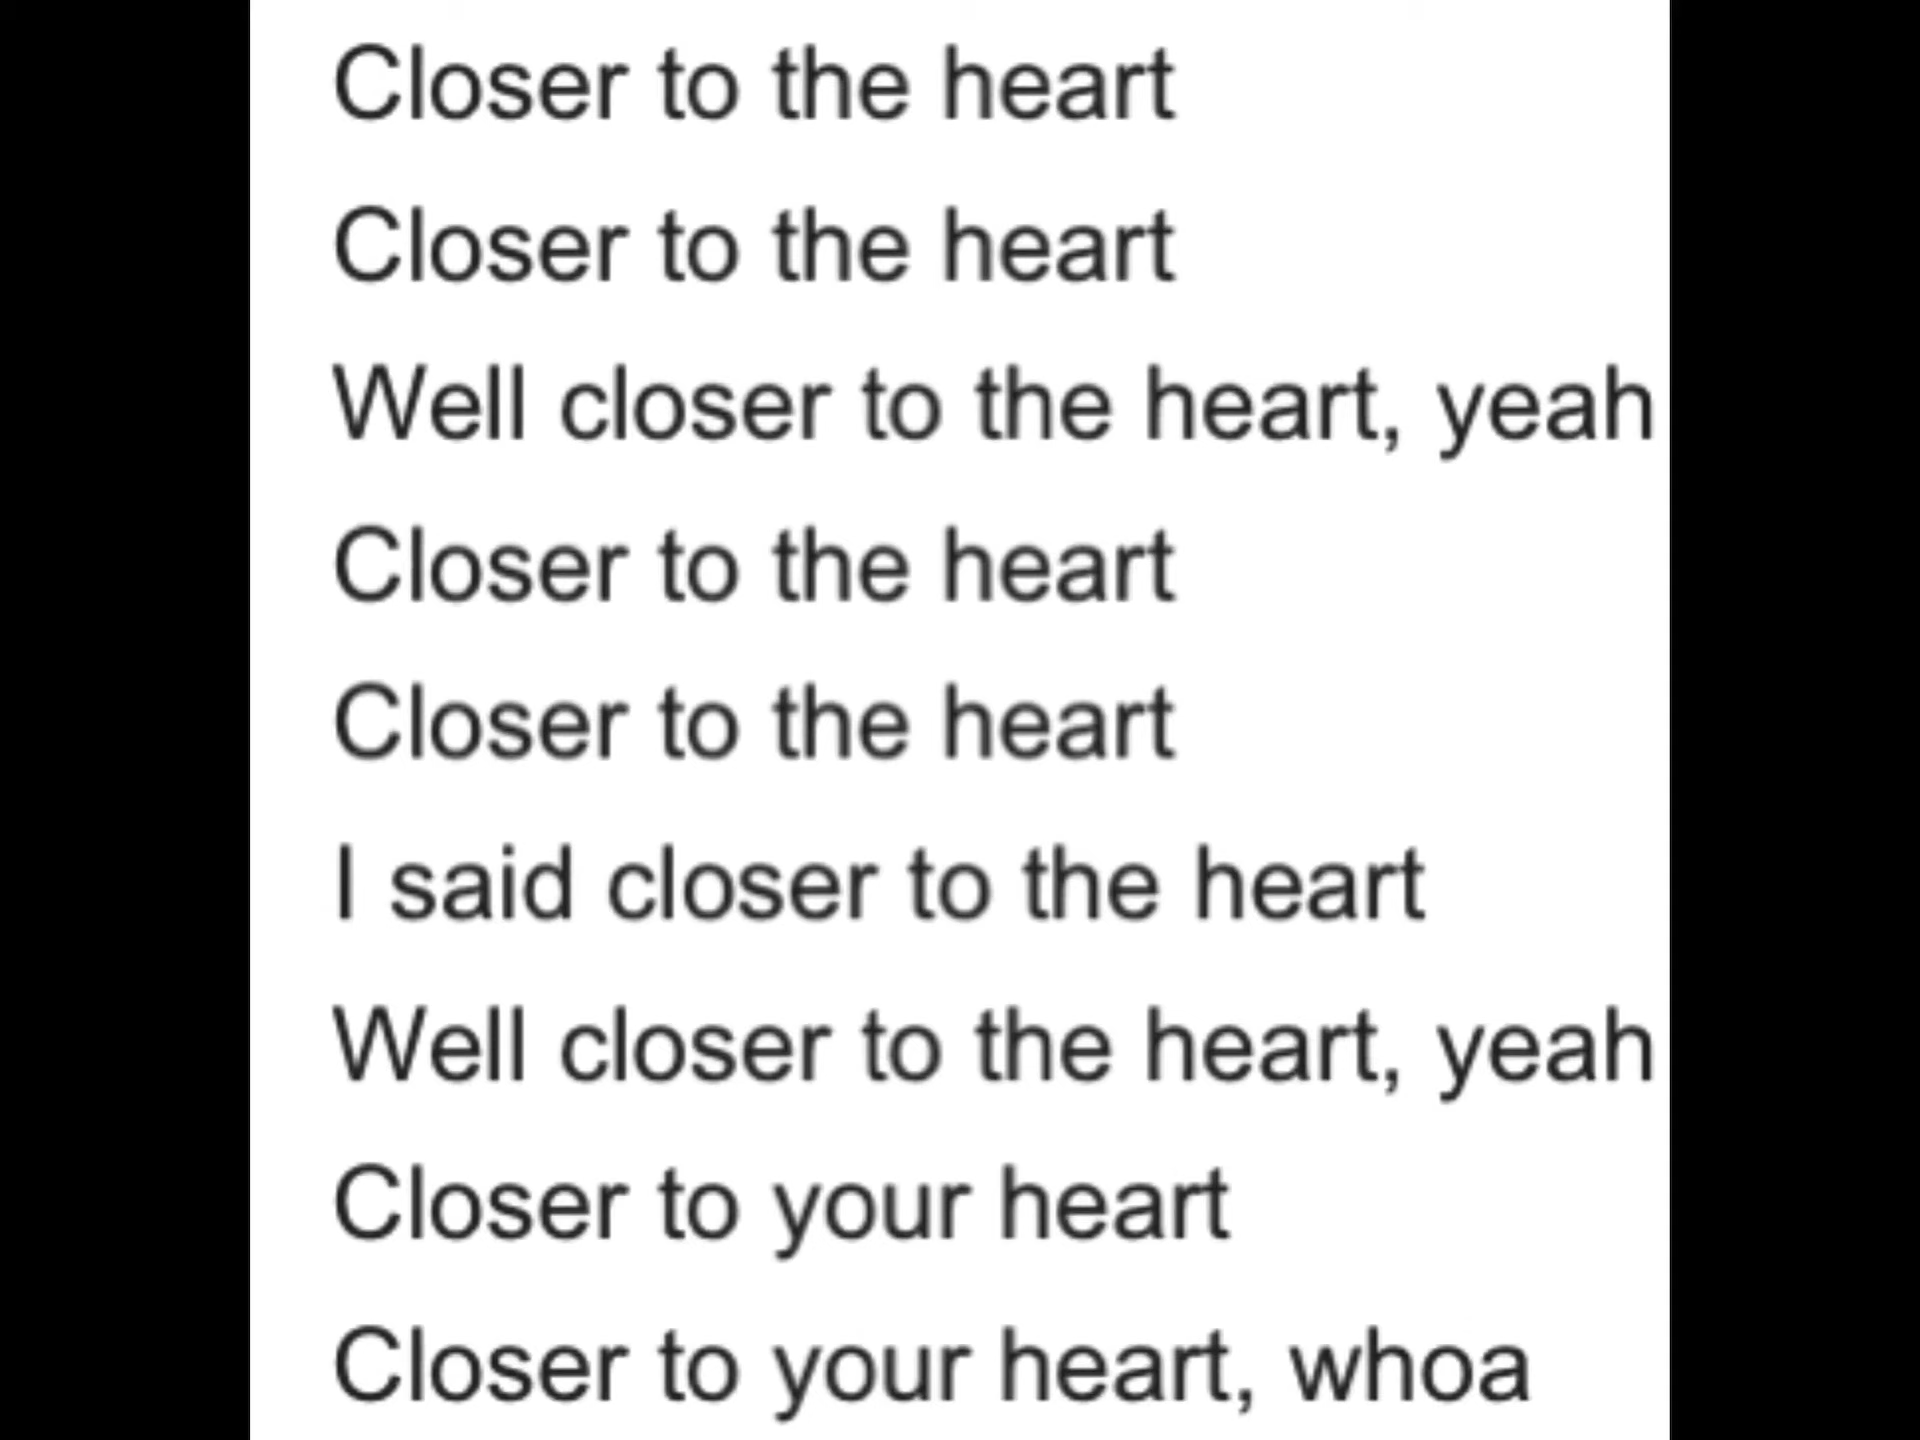 Closer to the heart
Closer to the heart
Well closer to the heart, yeah
Closer to the heart
Closer to the heart
I said closer to the heart
Well closer to the heart, yeah
Closer to your heart
Closer to your heart, whoa